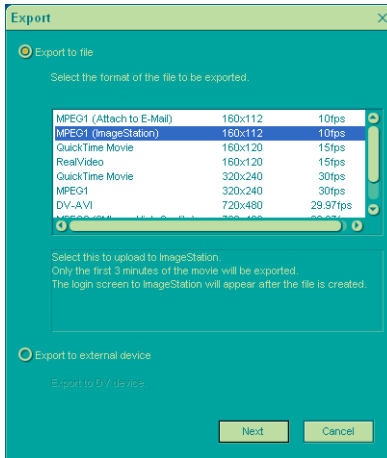 Export
Export to file
Select the format of the file to be exported.
MPEG1 (Attach to E-Mail) 160x112 10fps
MPEG1 (ImageStation) 160x112 10fps
QuickTime Movie 160x120 15fps
RealVideo 160x120 15fps
QuickTime Movie 320x240 30fps
MPEG1 320x240 30fps
DV-AVI 720x480 29.97fps
Select this to upload to ImageStation.
Only the first 3 minutes of the movie will be exported.
The login screen to ImageStation will appear after the file is created.
Export to external device
Export to DV device.
Next Cancel